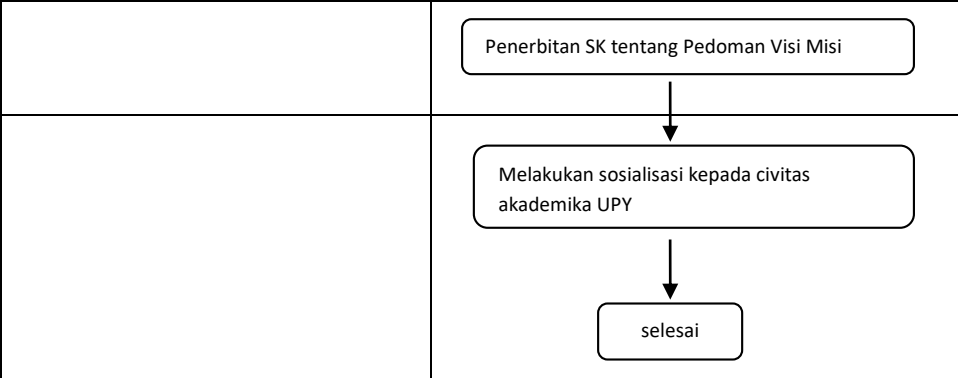 Penerbitan SK tentang Pedoman Visi Misi
Melakukan sosialisasi kepada civitas
akademika UPY
selesai